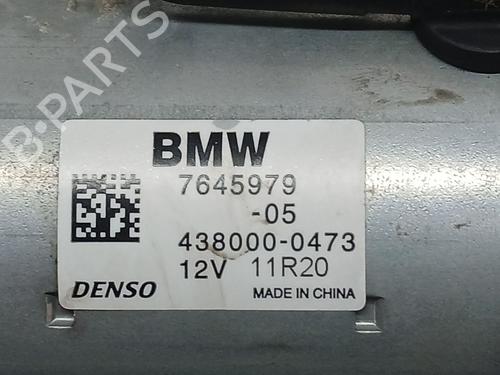 B-PARTS
BMW
7645979
-05
438000-0473
12V 11R20
DENSO MADE IN CHINA